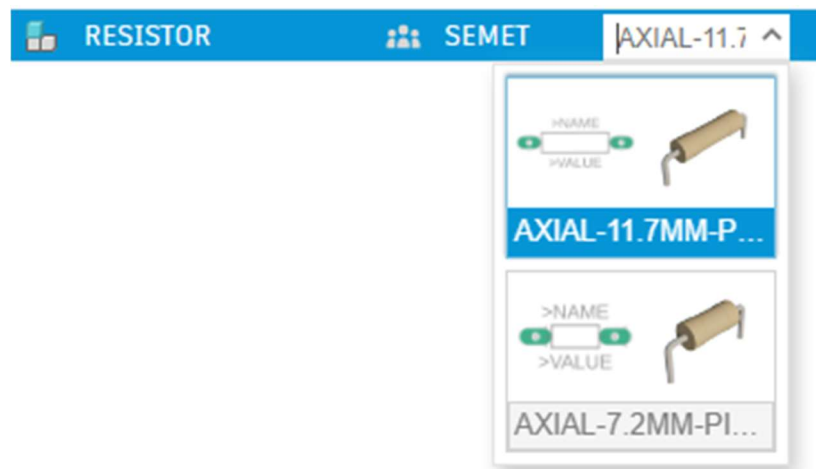 RESISTOR SEMET AXIAL-11.7
>NAME
>VALUE
AXIAL-11.7MM-P...
>NAME
>VALUE
AXIAL-7.2MM-PI...